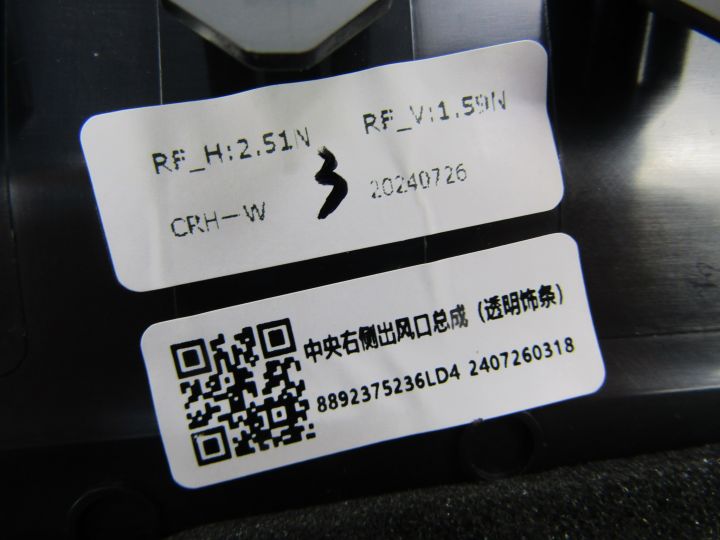 RF_H:2.51N RF_V:1.59N
CRH-W 3 20240726
中央右侧出风口总成（透明饰条）
8892375236LD4 2407260318